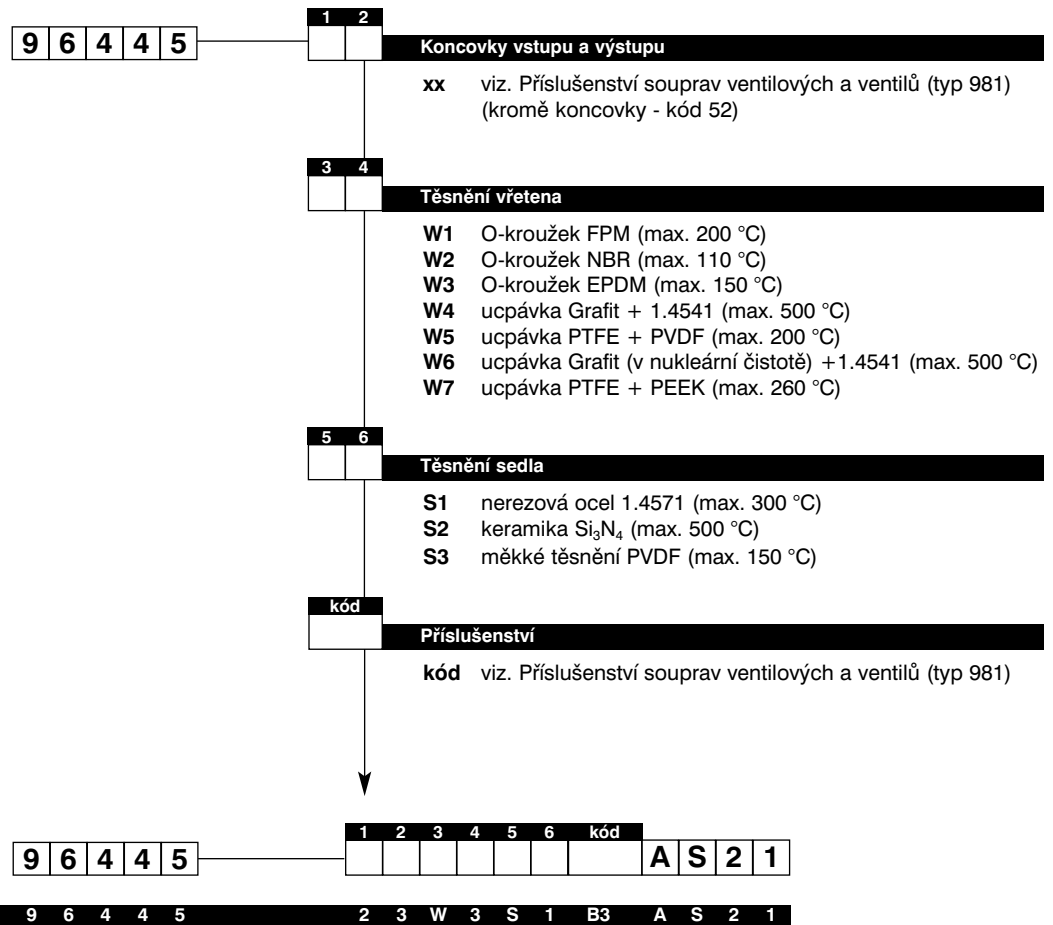 1 2
9 6 4 4 5
Koncovky vstupu a výstupu
xx viz. Příslušenství souprav ventilových a ventilů (typ 981)
(kromě koncovky - kód 52)
3 4
Těsnění vřetena
W1 O-kroužek FPM (max. 200 °C)
W2 O-kroužek NBR (max. 110 °C)
W3 O-kroužek EPDM (max. 150 °C)
W4 ucpávka Grafit + 1.4541 (max. 500 °C)
W5 ucpávka PTFE + PVDF (max. 200 °C)
W6 ucpávka Grafit (v nukleární čistotě) +1.4541 (max. 500 °C)
W7 ucpávka PTFE + PEEK (max. 260 °C)
5 6
Těsnění sedla
S1 nerezová ocel 1.4571 (max. 300 °C)
S2 keramika Si₃N₄ (max. 500 °C)
S3 měkké těsnění PVDF (max. 150 °C)
kód
Příslušenství
kód viz. Příslušenství souprav ventilových a ventilů (typ 981)
1 2 3 4 5 6 kód
9 6 4 4 5 A S 2 1
9 6 4 4 5 2 3 W 3 S 1 B3 A S 2 1